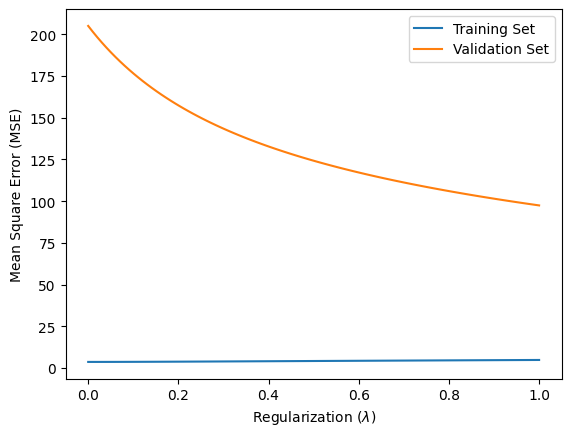 Training Set
Validation Set
Mean Square Error (MSE)
200
175
150
125
100
75
50
25
0
0.0 0.2 0.4 0.6 0.8 1.0
Regularization (λ)